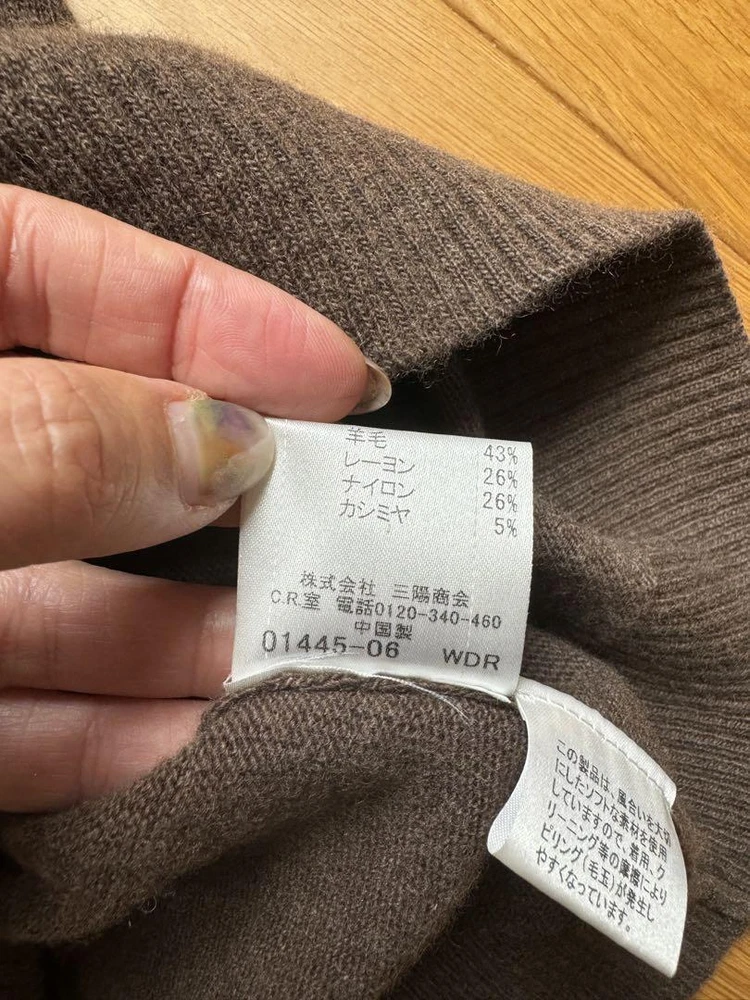 羊毛 43%
レーヨン 26%
ナイロン 26%
カシミヤ 5%
株式会社 三陽商会
C.R.室 電話0120-340-460
中国製
01445-06 WDR
この製品は、風合いを大切
にしたソフトな素材を使用
していますので、着用、ク
リーニング等の摩擦により
ピリング(毛玉)が発生し
やすくなっています。